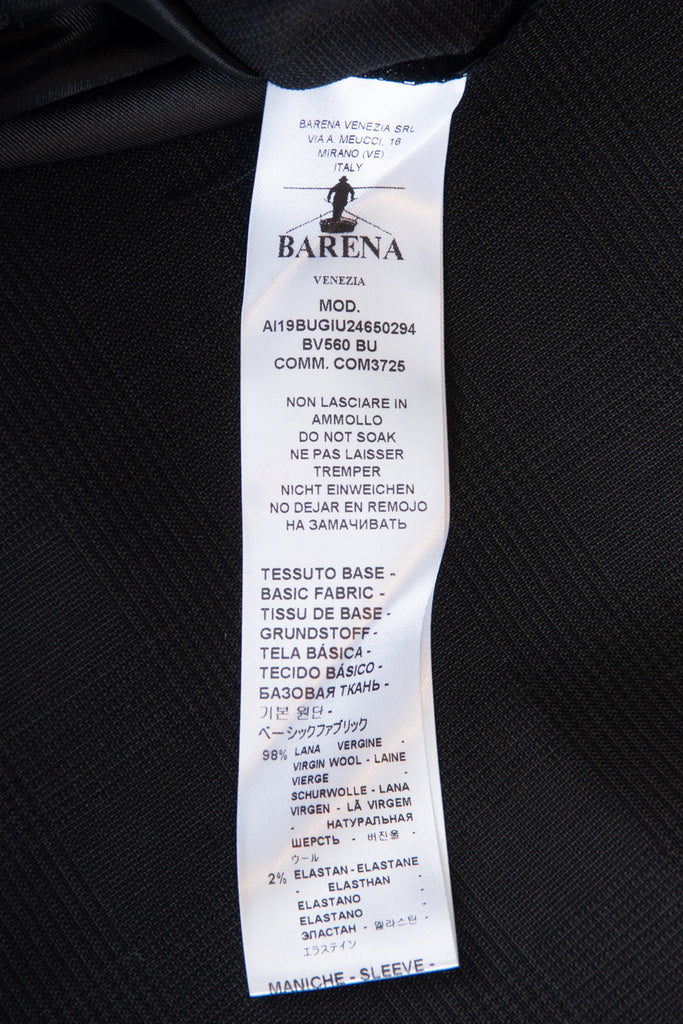 BARENA VENEZIA SRL
VIA A. MEUCCI, 16
MIRANO (VE)
ITALY
BARENA
VENEZIA
MOD.
AI19BUGIU24650294
BV560 BU
COMM. COM3725
NON LASCIARE IN
AMMOLLO
DO NOT SOAK
NE PAS LAISSER
TREMPER
NICHT EINWEICHEN
NO DEJAR EN REMOJO
НА ЗАМАЧИВАТЬ
TESSUTO BASE -
BASIC FABRIC -
TISSU DE BASE -
GRUNDSTOFF -
TELA BÁSICA -
TECIDO BÁSICO -
БАЗОВАЯ ТКАНЬ -
기본 원단 -
ベーシックファブリック
98% LANA VERGINE -
VIRGIN WOOL - LAINE
VIERGE -
SCHURWOLLE - LANA
VIRGEN - LÃ VIRGEM
- НАТУРАЛЬНАЯ
ШЕРСТЬ - 버진울 -
ウール
2% ELASTAN - ELASTANE
- ELASTHAN -
ELASTANO -
ELASTANO -
ЭЛАСТАН - 엘라스틴 -
エラステイン
MANICHE - SLEEVE -